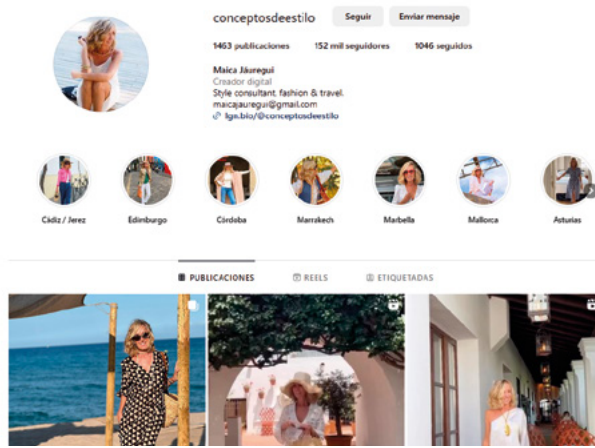 conceptosdeestilo Seguir Enviar mensaje
1463 publicaciones 152 mil seguidores 1046 seguidos
Maica Jáuregui
Creador digital
Style consultant. fashion & travel.
maicajauregui@gmail.com
lgn.bio/@conceptosdeestilo
Cádiz / Jerez Edimburgo Córdoba Marrakech Marbella Mallorca Asturias
PUBLICACIONES REELS ETIQUETADAS